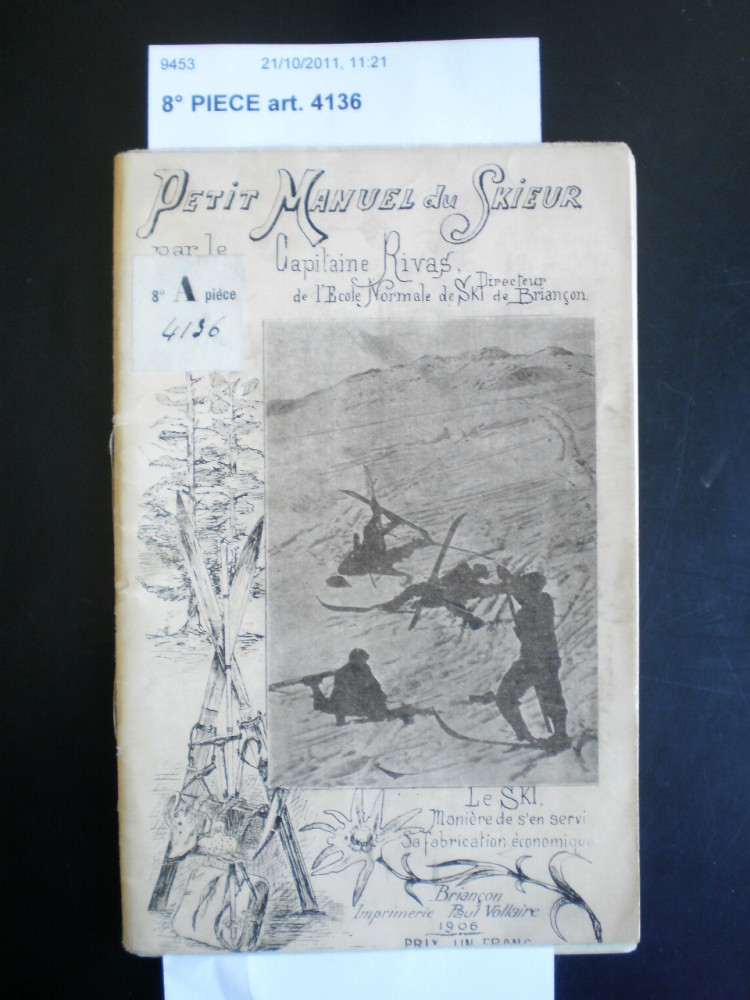 9453 21/10/2011, 11:21
8° PIECE art. 4136
PETIT MANUEL du SKIEUR
par le
Capitaine Rivas,
Directeur
de l'Ecole Normale de SKI de Briançon.
8° A pièce
4136
Le SKI.
Manière de s'en servi
Sa fabrication économique
Briançon
Imprimerie Paul Vollaire
1906
PRIX UN FRANC